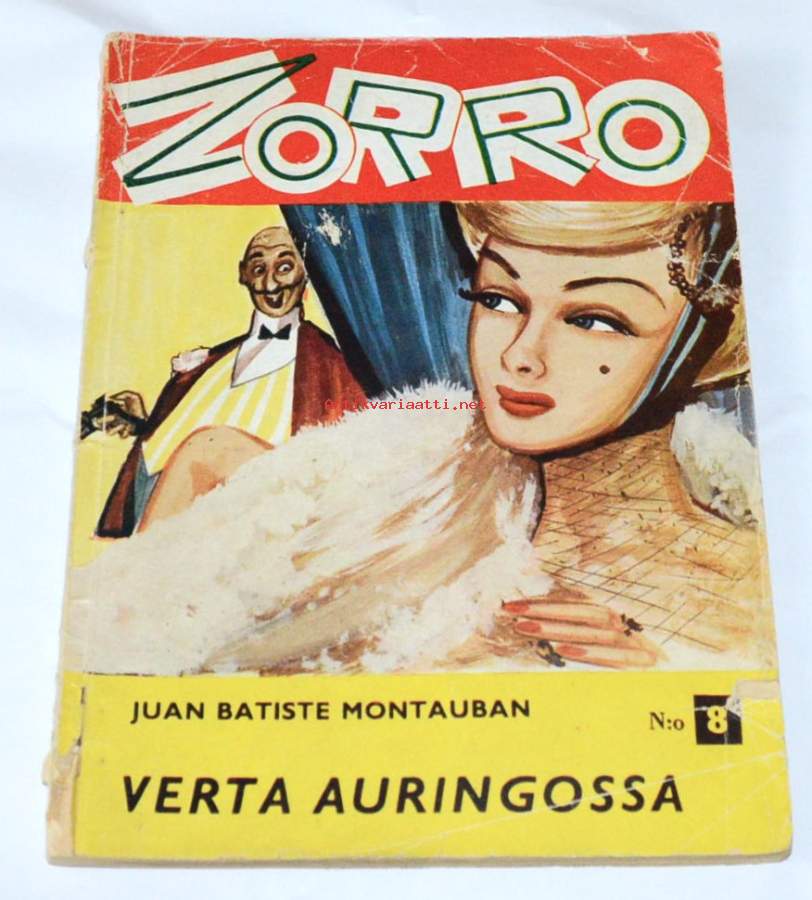 ZORRO
antikvariaatti.net
JUAN BATISTE MONTAUBAN
N:o 8
VERTA AURINGOSSA